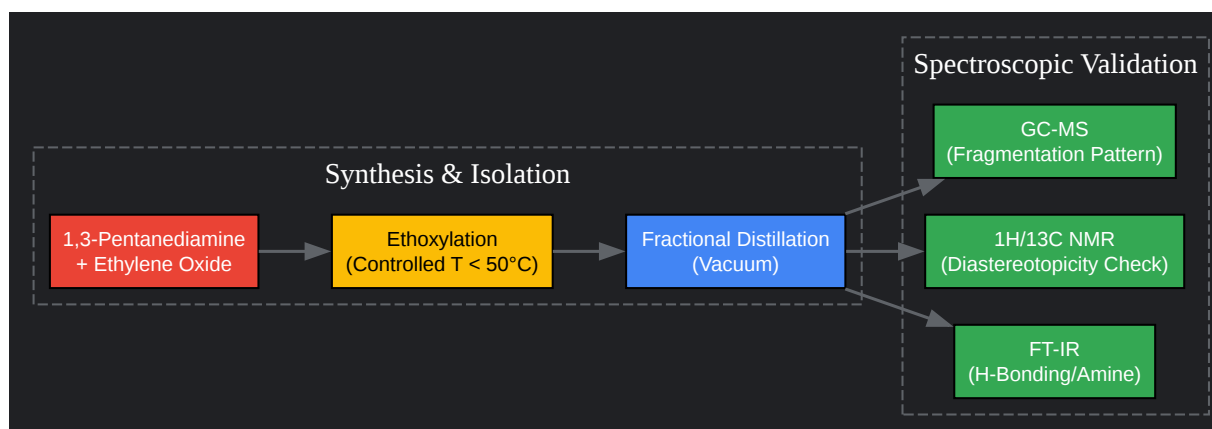 Synthesis & Isolation
1,3-Pentanediamine
+ Ethylene Oxide
Ethoxylation
(Controlled T < 50°C)
Fractional Distillation
(Vacuum)
Spectroscopic Validation
GC-MS
(Fragmentation Pattern)
1H/13C NMR
(Diastereotopicity Check)
FT-IR
(H-Bonding/Amine)